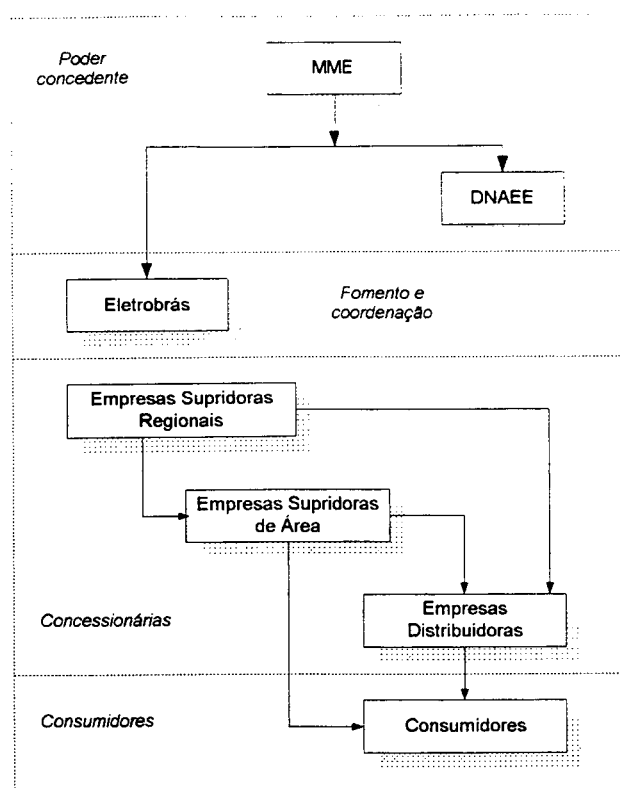 Poder
concedente
MME
DNAEE
Eletrobrás
Fomento e
coordenação
Empresas Supridoras
Regionais
Empresas Supridoras
de Área
Concessionárias
Empresas
Distribuidoras
Consumidores
Consumidores